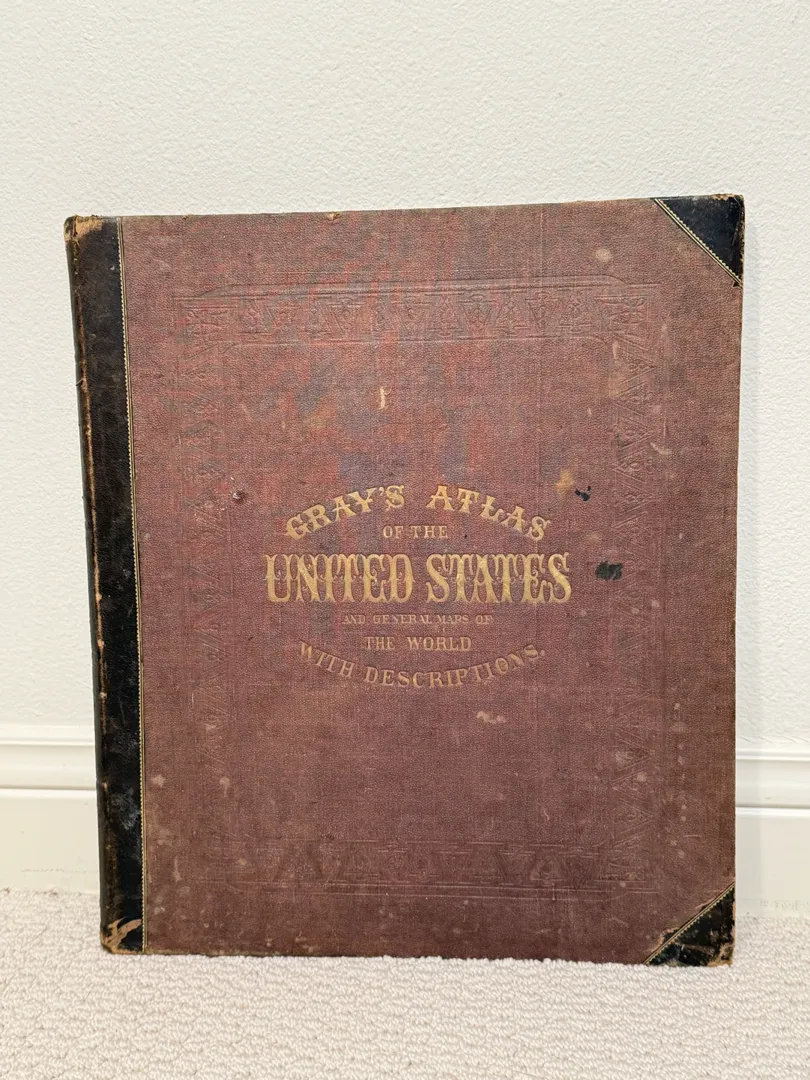 GRAY'S ATLAS
OF THE
UNITED STATES
AND GENERAL MAPS OF
THE WORLD
WITH DESCRIPTIONS.